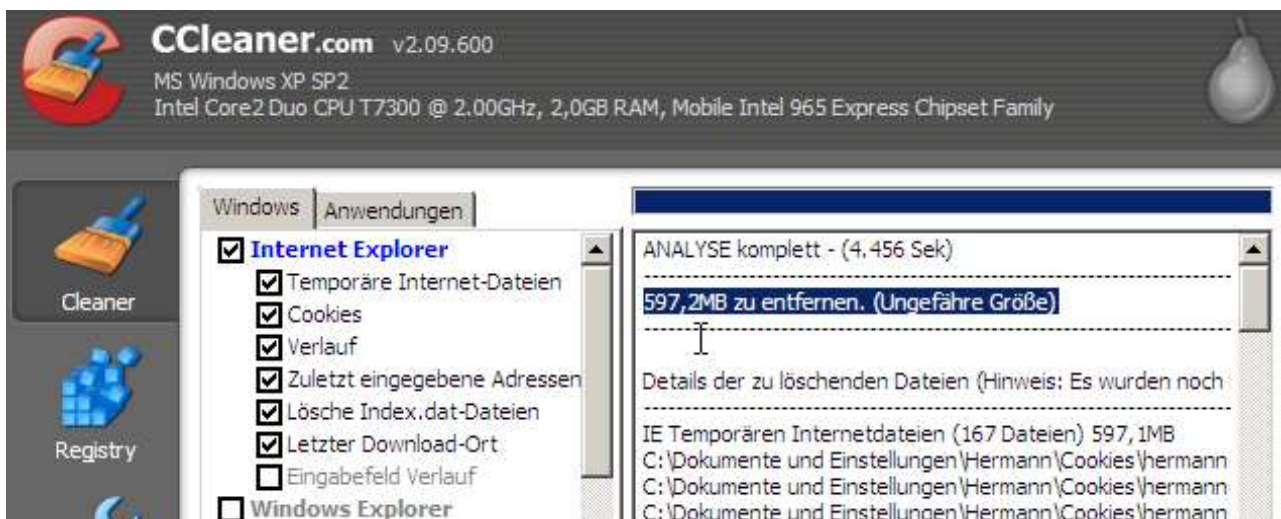 CCleaner.com v2.09.600
MS Windows XP SP2
Intel Core2 Duo CPU T7300 @ 2.00GHz, 2,0GB RAM, Mobile Intel 965 Express Chipset Family
Cleaner
Registry
Windows
Anwendungen
Internet Explorer
Temporäre Internet-Dateien
Cookies
Verlauf
Zuletzt eingegebene Adressen
Lösche Index.dat-Dateien
Letzter Download-Ort
Eingabefeld Verlauf
Windows Explorer
ANALYSE komplett - (4.456 Sek)
------------------------------------------------------------
597,2MB zu entfernen. (Ungefähre Größe)
------------------------------------------------------------
Details der zu löschenden Dateien (Hinweis: Es wurden noch
------------------------------------------------------------
IE Temporären Internetdateien (167 Dateien) 597,1MB
C:\Dokumente und Einstellungen\Hermann\Cookies\hermann
C:\Dokumente und Einstellungen\Hermann\Cookies\hermann
C:\Dokumente und Einstellungen\Hermann\Cookies\hermann